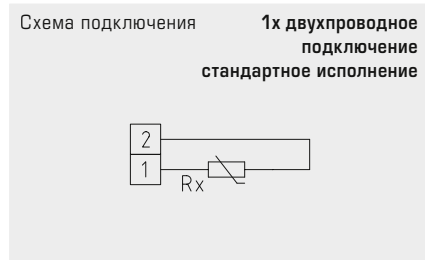 Схема подключения 1x двухпроводное
подключение
стандартное исполнение
2
1
Rx